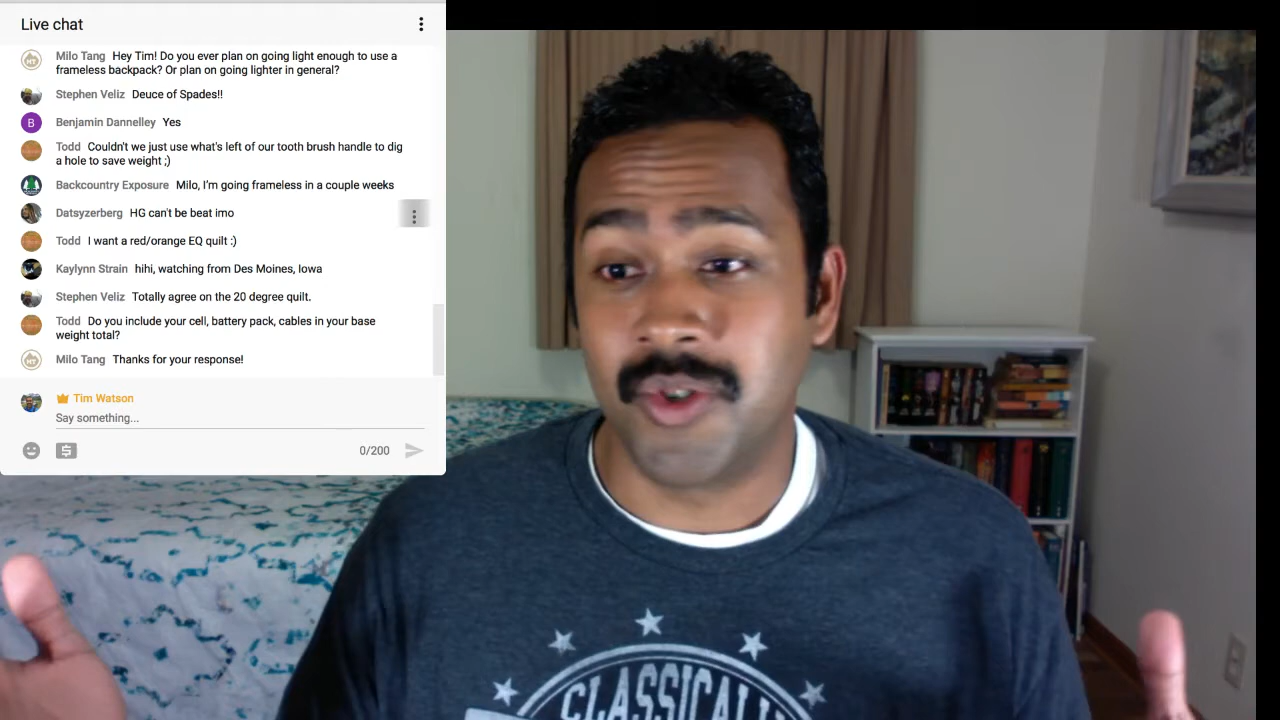 Live chat
Milo Tang Hey Tim! Do you ever plan on going light enough to use a
frameless backpack? Or plan on going lighter in general?
Stephen Veliz Deuce of Spades!!
B
Benjamin Dannelley Yes
Todd Couldn't we just use what's left of our tooth brush handle to dig
a hole to save weight ;)
Backcountry Exposure Milo, I'm going frameless in a couple weeks
Datsyzerberg HG can't be beat imo
Todd I want a red/orange EQ quilt :)
Kaylynn Strain hihi, watching from Des Moines, Iowa
Stephen Veliz Totally agree on the 20 degree quilt.
Todd Do you include your cell, battery pack, cables in your base
weight total?
Milo Tang Thanks for your response!
Tim Watson
Say something...
0/200
CLASSICALLY